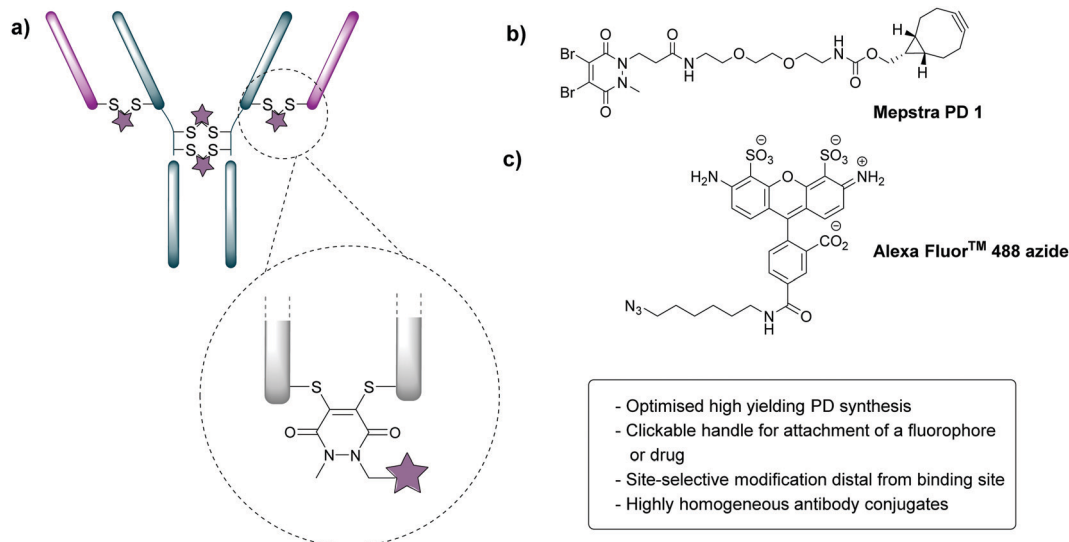 a)
S S
S S
S S
S S
S
S
O
O
N
N
b)
O
O
Br
N
N
H
O
O
H
N
O
O
Br
N
O
Mepstra PD 1
c)
⊖
SO3
⊖
SO3
⊕
H2N
O
NH2
⊖
CO2
Alexa FluorTM 488 azide
N3
N
H
O
- Optimised high yielding PD synthesis
- Clickable handle for attachment of a fluorophore
or drug
- Site-selective modification distal from binding site
- Highly homogeneous antibody conjugates